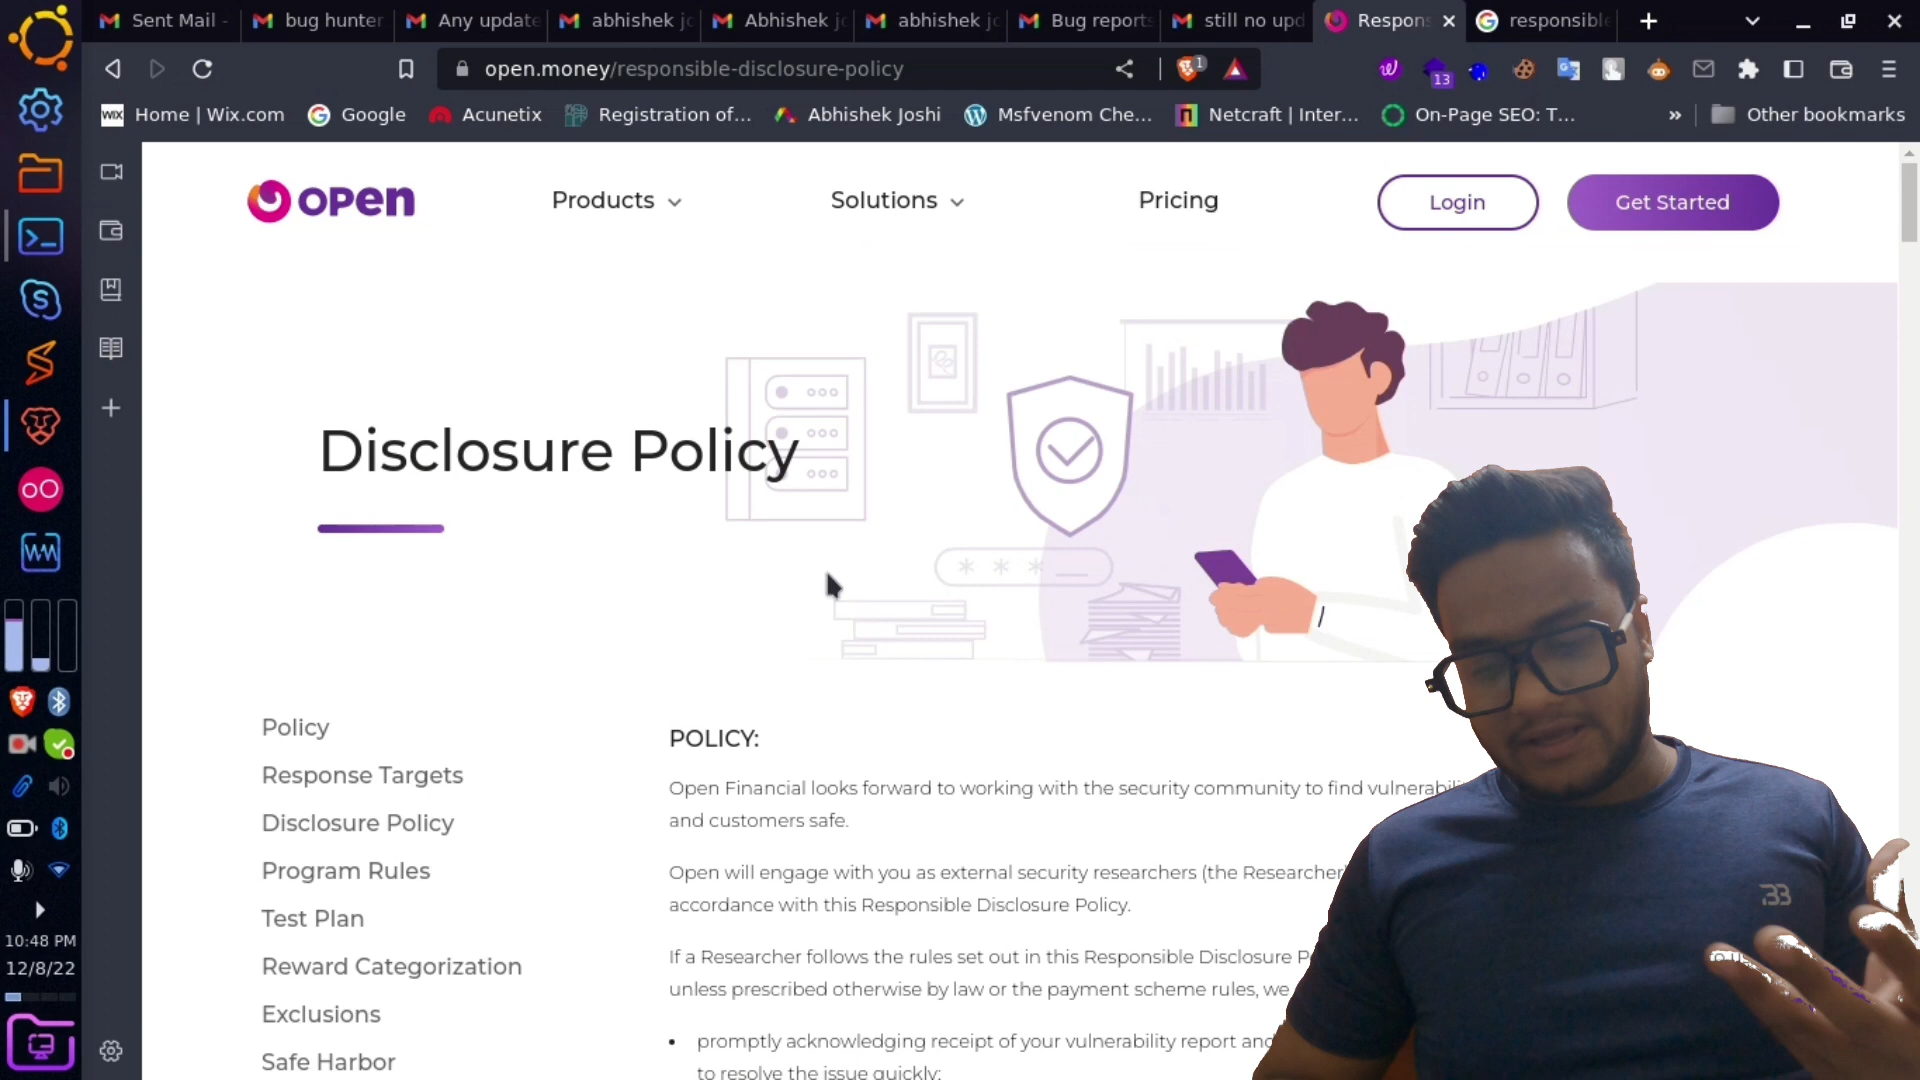 Sent Mail -
bug hunter
Any update
abhishek jo
Abhishek jo
abhishek jo
Bug reports
still no upd
Respons
responsible
open.money/responsible-disclosure-policy
1
13
WIX Home | Wix.com
Google
Acunetix
Registration of...
Abhishek Joshi
Msfvenom Che...
Netcraft | Inter...
On-Page SEO: T...
» Other bookmarks
open
Products
Solutions
Pricing
Login
Get Started
Disclosure Policy
Policy
Response Targets
Disclosure Policy
Program Rules
Test Plan
Reward Categorization
Exclusions
Safe Harbor
POLICY:
Open Financial looks forward to working with the security community to find vulnerabili
and customers safe.
Open will engage with you as external security researchers (the Researcher
accordance with this Responsible Disclosure Policy.
If a Researcher follows the rules set out in this Responsible Disclosure P
unless prescribed otherwise by law or the payment scheme rules, we
• promptly acknowledging receipt of your vulnerability report and
to resolve the issue quickly;
10:48 PM
12/8/22